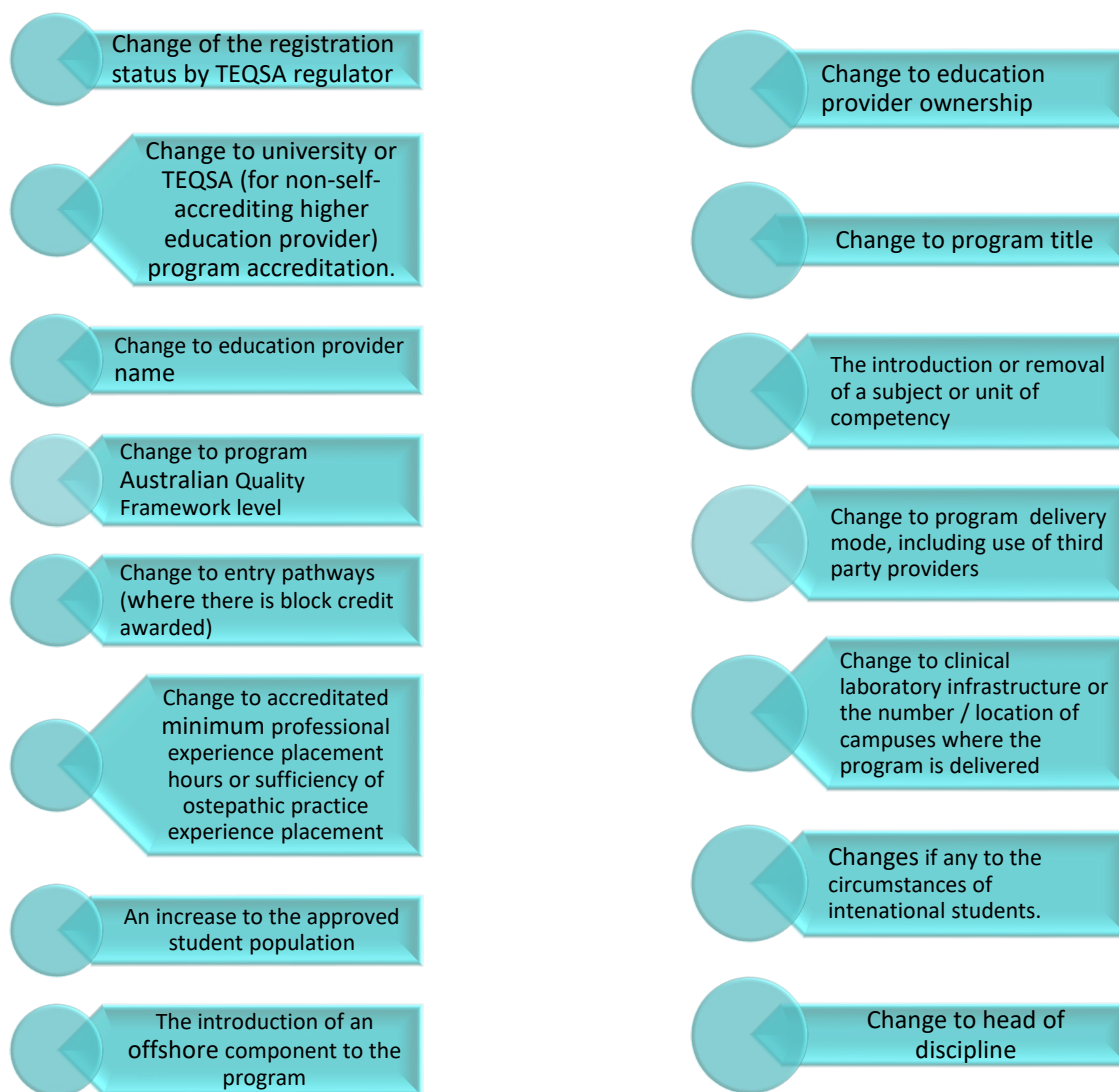 Change of the registration
status by TEQSA regulator
Change to university or
TEQSA (for non-self-
accrediting higher
education provider)
program accreditation.
Change to education provider
name
Change to program
Australian Quality
Framework level
Change to entry pathways
(where there is block credit
awarded)
Change to accreditated
minimum professional
experience placement
hours or sufficiency of
ostepathic practice
experience placement
An increase to the approved
student population
The introduction of an
offshore component to the
program
Change to education
provider ownership
Change to program title
The introduction or removal
of a subject or unit of
competency
Change to program delivery
mode, including use of third
party providers
Change to clinical
laboratory infrastructure or
the number / location of
campuses where the
program is delivered
Changes if any to the
circumstances of
intenational students.
Change to head of
discipline